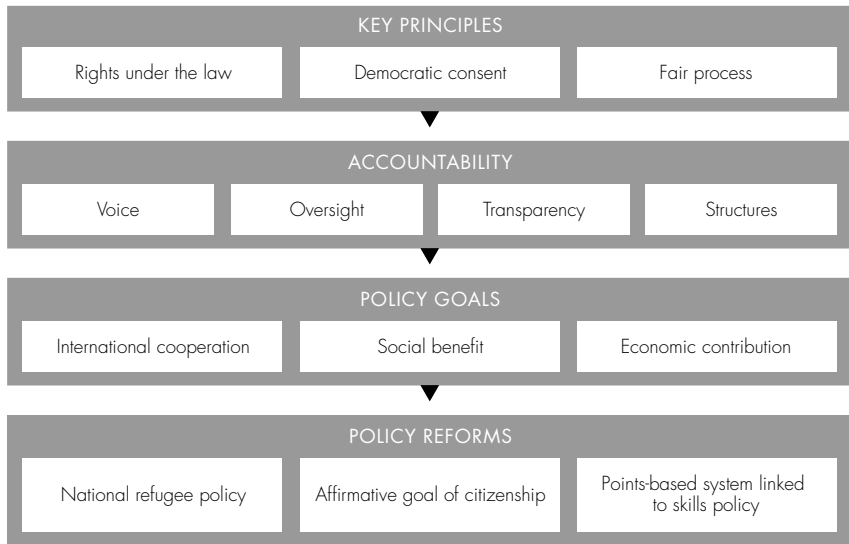 KEY PRINCIPLES
Rights under the law
Democratic consent
Fair process
ACCOUNTABILITY
Voice
Oversight
Transparency
Structures
POLICY GOALS
International cooperation
Social benefit
Economic contribution
POLICY REFORMS
National refugee policy
Affirmative goal of citizenship
Points-based system linked
to skills policy